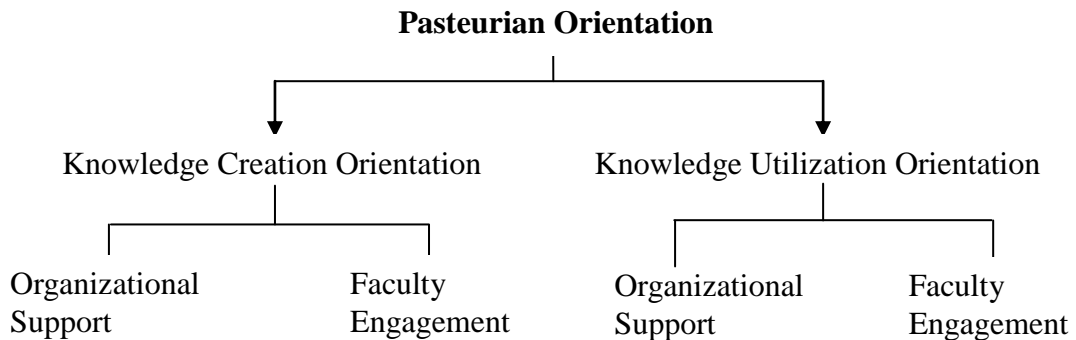 Pasteurian Orientation
Knowledge Creation Orientation
Knowledge Utilization Orientation
Organizational
Support
Faculty
Engagement
Organizational
Support
Faculty
Engagement